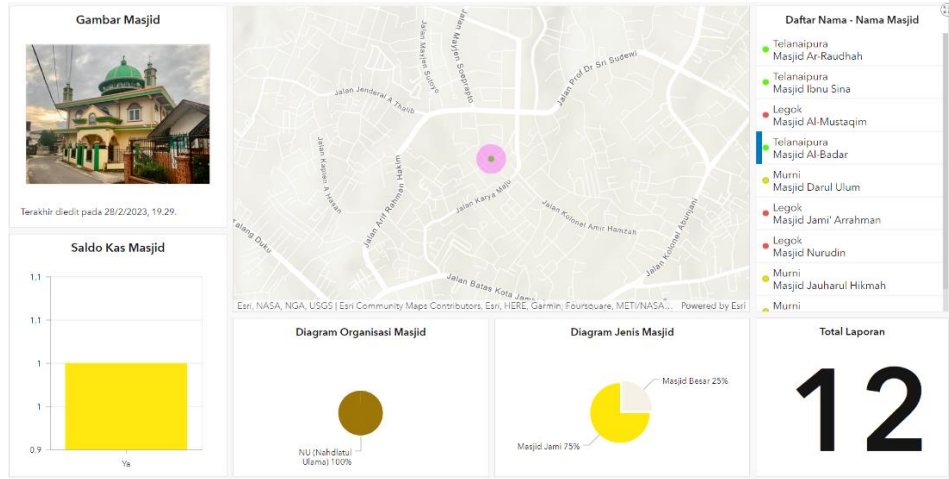 Gambar Masjid
Terakhir diedit pada 28/2/2023, 19.29.
Saldo Kas Masjid
1.1
1.1
1
1
0.9
Ya
Jalan Mayjen Sutoyo
Jalan Mayjen Soeprapto
Jalan Prof Dr Sri Sudewi
Jalan Jenderal A Thalib
Jalan Kapten A Hasan
Jalan Arif Rahman Hakim
Jalan Karya Maju
Jalan Kolonel Amir Hamzah
Jalan Kolonel Abunjani
Talang Duku
Jalan Batas Kota Jam
Esri, NASA, NGA, USGS | Esri Community Maps Contributors, Esri, HERE, Garmin, Foursquare, METI/NASA... Powered by Esri
Diagram Organisasi Masjid
NU (Nahdlatul
Ulama) 100%
Diagram Jenis Masjid
Masjid Besar 25%
Masjid Jami 75%
Daftar Nama - Nama Masjid
Telanaipura
Masjid Ar-Raudhah
Telanaipura
Masjid Ibnu Sina
Legok
Masjid Al-Mustaqim
Telanaipura
Masjid Al-Badar
Murni
Masjid Darul Ulum
Legok
Masjid Jami' Arrahman
Legok
Masjid Nurudin
Murni
Masjid Jauharul Hikmah
Murni
Total Laporan
12